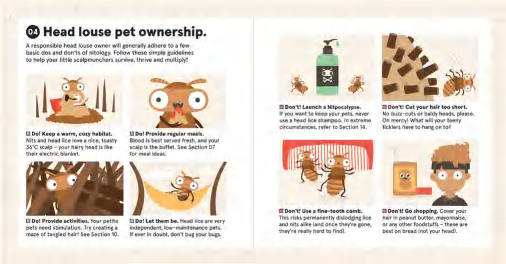 04 Head louse pet ownership.
A responsible head louse owner will generally adhere to a few
basic dos and don'ts of nitology. Follow these simple guidelines
to help your little scalpmunchers survive, thrive and multiply!
Do! Keep a warm, cozy habitat.
Nits and head lice love a nice, toasty
36°C scalp – your hairy head is like
their electric blanket.
Do! Provide regular meals.
Blood is best served fresh, and your
scalp is the buffet. See Section 07
for meal ideas.
Do! Provide activities. Your petite
pets need stimulation. Try creating a
maze of tangled hair! See Section 10.
Do! Let them be. Head lice are very
independent, low-maintenance pets.
If ever in doubt, don't bug your bugs.
Don't! Launch a Nitpocalypse.
If you want to keep your pets, never
use a head lice shampoo. In extreme
circumstances, refer to Section 14.
Don't! Cut your hair too short.
No buzz-cuts or baldy heads, please.
Oh mercy! What will your teeny
ticklers have to hang on to?
Don't! Use a fine-tooth comb.
This risks permanently dislodging lice
and nits alike (and once they're gone,
they're really hard to find).
Don't! Go shopping. Cover your
hair in peanut butter, mayonnaise,
or any other foodstuffs – these are
best on bread (not your head).